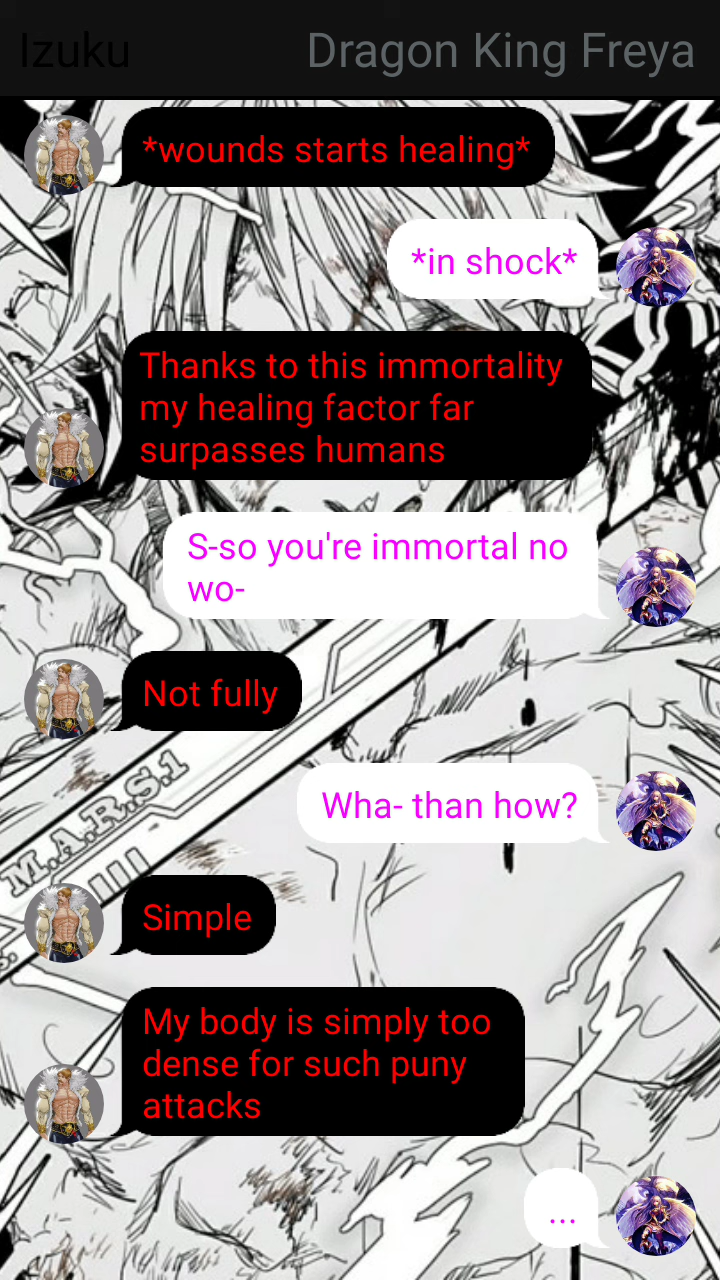 Izuku
Dragon King Freya
*wounds starts healing*
*in shock*
Thanks to this immortality
my healing factor far
surpasses humans
S-so you're immortal no
wo-
Not fully
Wha- than how?
M.A.R.S.1
Simple
My body is simply too
dense for such puny
attacks
...